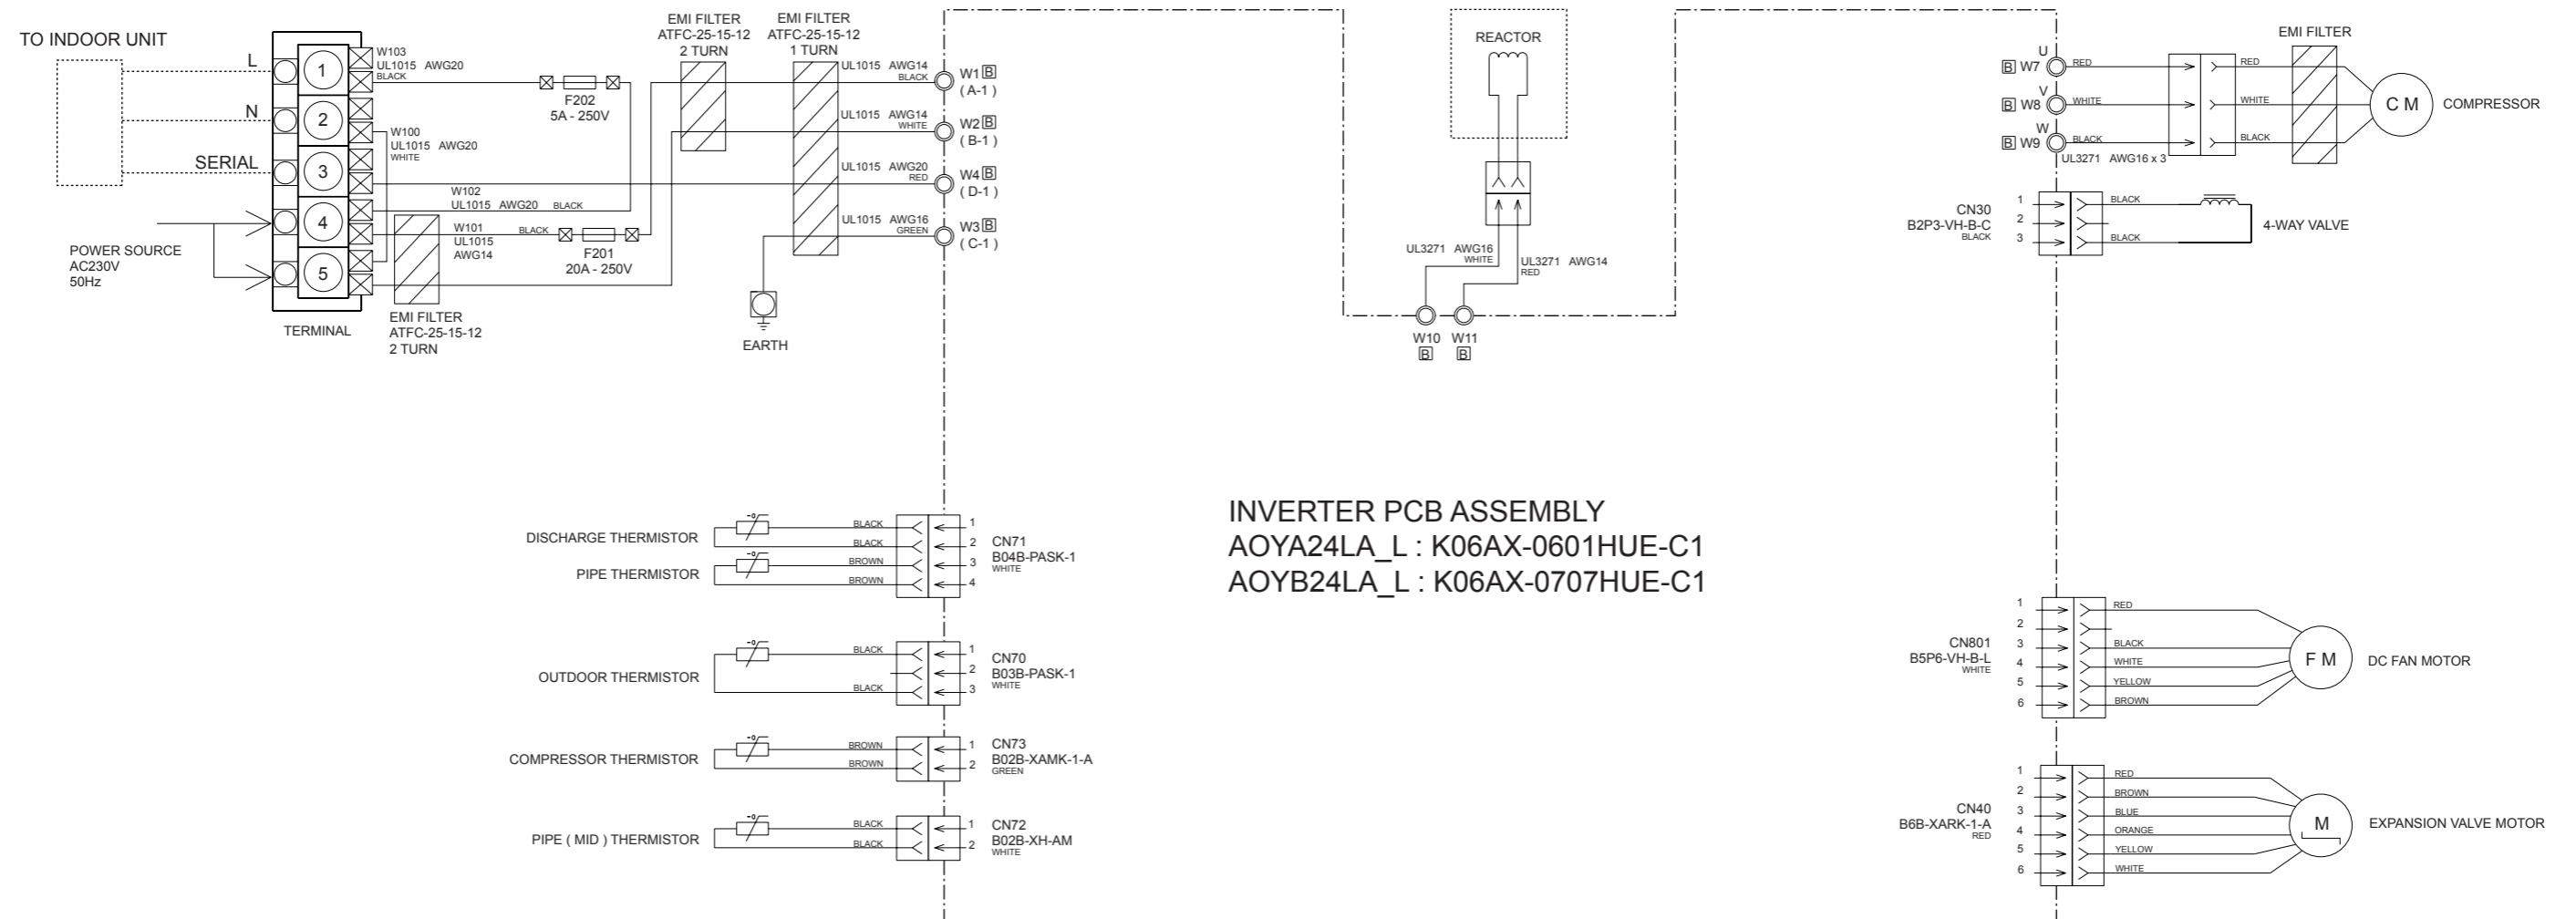 TO INDOOR UNIT
L
N
SERIAL
POWER SOURCE
AC230V
50Hz
1
2
3
4
5
TERMINAL
W103
UL1015 AWG20
BLACK
W100
UL1015 AWG20
WHITE
W102
UL1015 AWG20 BLACK
W101
UL1015
AWG14
BLACK
EMI FILTER
ATFC-25-15-12
2 TURN
F202
5A - 250V
F201
20A - 250V
EMI FILTER
ATFC-25-15-12
2 TURN
EMI FILTER
ATFC-25-15-12
1 TURN
UL1015 AWG14
BLACK
UL1015 AWG14
WHITE
UL1015 AWG20
RED
UL1015 AWG16
GREEN
EARTH
W1 B
( A-1 )
W2 B
( B-1 )
W4 B
( D-1 )
W3 B
( C-1 )
REACTOR
UL3271 AWG16
WHITE
UL3271 AWG14
RED
W10
B
W11
B
U
B W7
RED
RED
V
B W8
WHITE
WHITE
W
B W9
BLACK
BLACK
UL3271 AWG16 x 3
EMI FILTER
C M
COMPRESSOR
CN30
B2P3-VH-B-C
BLACK
1
2
3
BLACK
BLACK
4-WAY VALVE
INVERTER PCB ASSEMBLY
AOYA24LA_L : K06AX-0601HUE-C1
AOYB24LA_L : K06AX-0707HUE-C1
DISCHARGE THERMISTOR
PIPE THERMISTOR
-θ
-θ
BLACK
BLACK
BROWN
BROWN
1
2
3
4
CN71
B04B-PASK-1
WHITE
OUTDOOR THERMISTOR
-θ
BLACK
BLACK
1
2
3
CN70
B03B-PASK-1
WHITE
COMPRESSOR THERMISTOR
-θ
BROWN
BROWN
1
2
CN73
B02B-XAMK-1-A
GREEN
PIPE ( MID ) THERMISTOR
-θ
BLACK
BLACK
1
2
CN72
B02B-XH-AM
WHITE
CN801
B5P6-VH-B-L
WHITE
1
2
3
4
5
6
RED
BLACK
WHITE
YELLOW
BROWN
F M
DC FAN MOTOR
CN40
B6B-XARK-1-A
RED
1
2
3
4
5
6
RED
BROWN
BLUE
ORANGE
YELLOW
WHITE
M
EXPANSION VALVE MOTOR